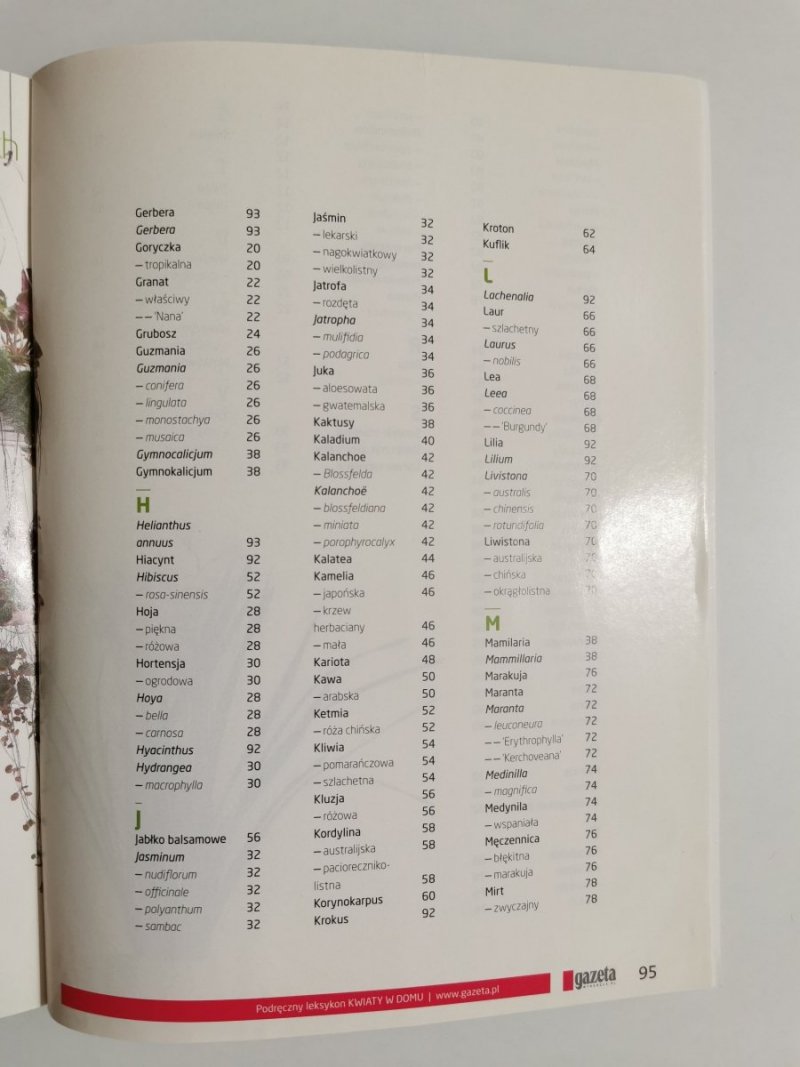 Gerbera 93
Gerbera 93
Goryczka 20
– tropikalna 20
Granat 22
– właściwy 22
– – 'Nana' 22
Grubosz 24
Guzmania 26
Guzmania 26
– conifera 26
– lingulata 26
– monostachya 26
– musaica 26
Gymnocalicjum 38
Gymnokalicjum 38
H
Helianthus
annuus 93
Hiacynt 92
Hibiscus 52
– rosa-sinensis 52
Hoja 28
– piękna 28
– różowa 28
Hortensja 30
– ogrodowa 30
Hoya 28
– bella 28
– carnosa 28
Hyacinthus 92
Hydrangea 30
– macrophylla 30
J
Jabłko balsamowe 56
Jasminum 32
– nudiflorum 32
– officinale 32
– polyanthum 32
– sambac 32
Jaśmin 32
– lekarski 32
– nagokwiatkowy 32
– wielkolistny 32
Jatrofa 34
– rozdęta 34
Jatropha 34
– mulifidia 34
– podagrica 34
Juka 36
– aloesowata 36
– gwatemalska 36
Kaktusy 38
Kaladium 40
Kalanchoe 42
– Blossfelda 42
Kalanchoë 42
– blossfeldiana 42
– miniata 42
– porophyrocalyx 42
Kalatea 44
Kamelia 46
– japońska 46
– krzew
herbaciany 46
– mała 46
Kariota 48
Kawa 50
– arabska 50
Ketmia 52
– róża chińska 52
Kliwia 54
– pomarańczowa 54
– szlachetna 54
Kluzja 56
– różowa 56
Kordylina 58
– australijska 58
– pacioreczniko-
listna 58
Korynokarpus 60
Krokus 92
Kroton 62
Kuflik 64
L
Lachenalia 92
Laur 66
– szlachetny 66
Laurus 66
– nobilis 66
Lea 68
Leea 68
– coccinea 68
– – 'Burgundy' 68
Lilia 92
Lilium 92
Livistona 70
– australis 70
– chinensis 70
– rotundifolia 70
Liwistona 70
– australijska 70
– chińska 70
– okrągłolistna 70
M
Mamilaria 38
Mammillaria 38
Marakuja 76
Maranta 72
Maranta 72
– leuconeura 72
– – 'Erythrophylla' 72
– – 'Kerchoveana' 72
Medinilla 74
– magnifica 74
Medynila 74
– wspaniała 74
Męczennica 76
– błękitna 76
– marakuja 76
Mirt 78
– zwyczajny 78
Podręczny leksykon KWIATY W DOMU | www.gazeta.pl
gazeta
95